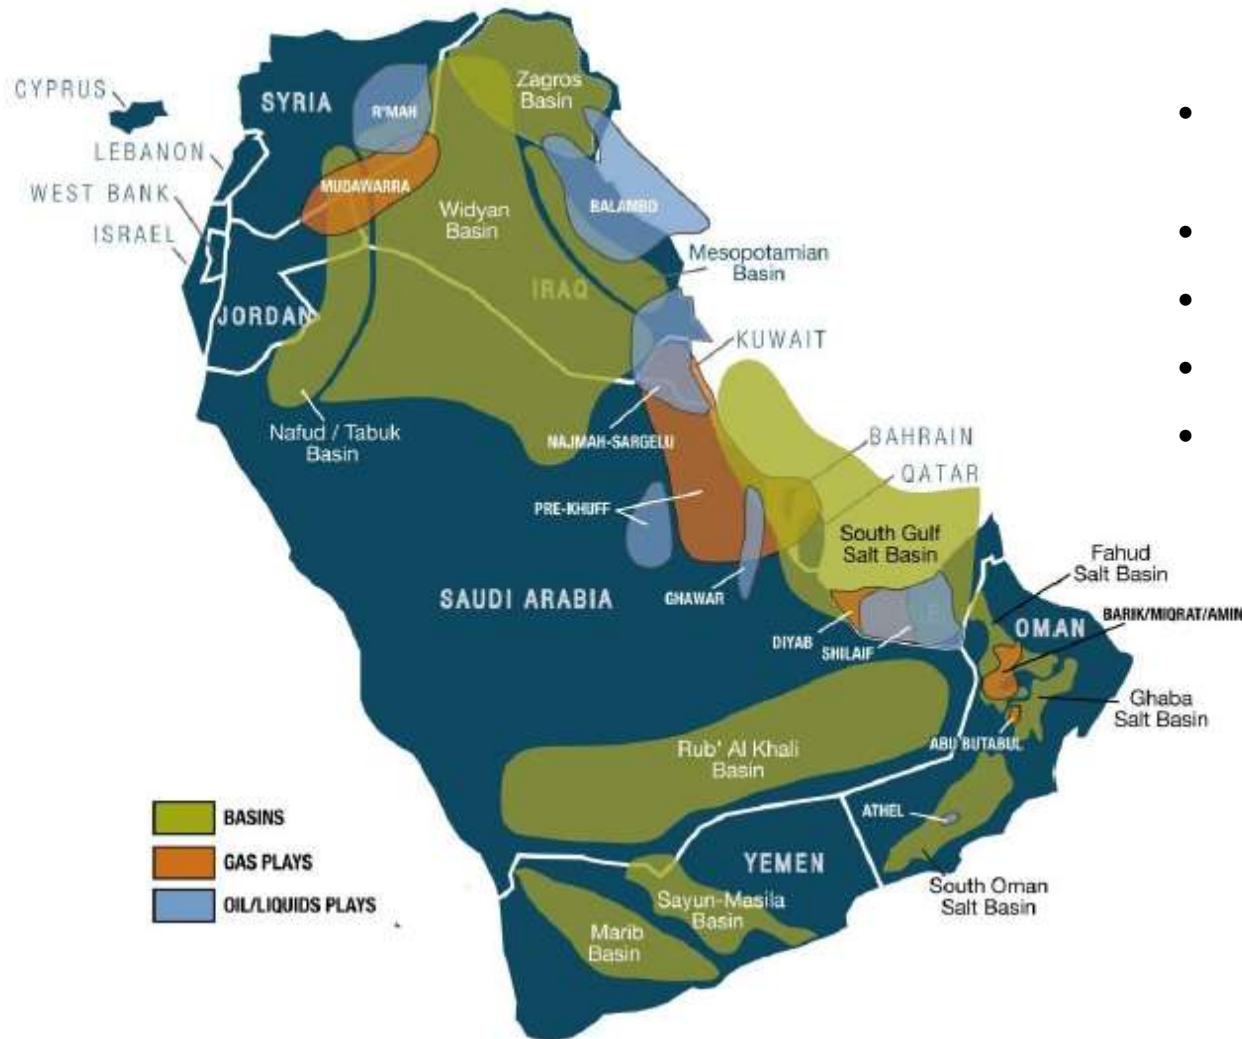 CYPRUS
SYRIA
R'MAH
Zagros
Basin
LEBANON
WEST BANK
ISRAEL
MUDAWARRA
Widyan
Basin
BALAMBO
Mesopotamian
Basin
IRAQ
JORDAN
KUWAIT
Nafud / Tabuk
Basin
NAJMAH-SARGELU
BAHRAIN
QATAR
PRE-KHUFF
South Gulf
Salt Basin
Fahud
Salt Basin
GHAWAR
SAUDI ARABIA
DIYAB
SHILAIF
OMAN
BARIK/MIQRAT/AMIN
Ghaba
Salt Basin
ABU BUTABUL
Rub' Al Khali
Basin
ATHEL
BASINS
GAS PLAYS
OIL/LIQUIDS PLAYS
YEMEN
South Oman
Salt Basin
Sayun-Masila
Basin
Marib
Basin